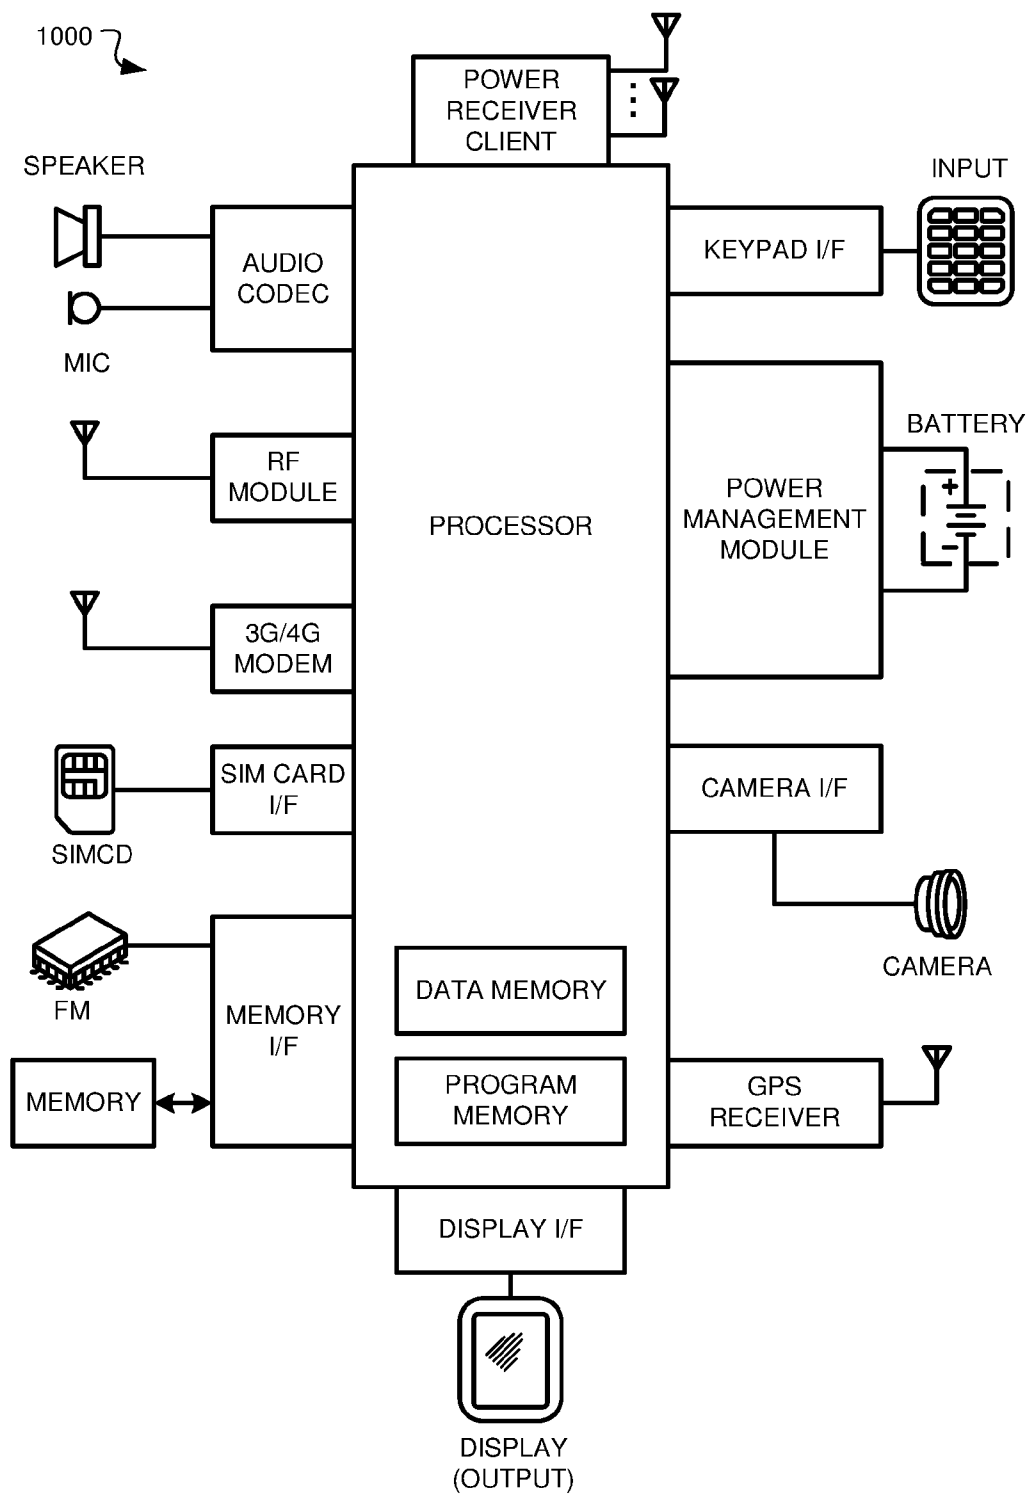 1000
POWER
RECEIVER
CLIENT
SPEAKER
INPUT
AUDIO
CODEC
KEYPAD I/F
MIC
RF
MODULE
PROCESSOR
POWER
MANAGEMENT
MODULE
BATTERY
+
-
3G/4G
MODEM
SIM CARD
I/F
SIMCD
CAMERA I/F
CAMERA
FM
MEMORY
I/F
DATA MEMORY
MEMORY
PROGRAM
MEMORY
GPS
RECEIVER
DISPLAY I/F
DISPLAY
(OUTPUT)